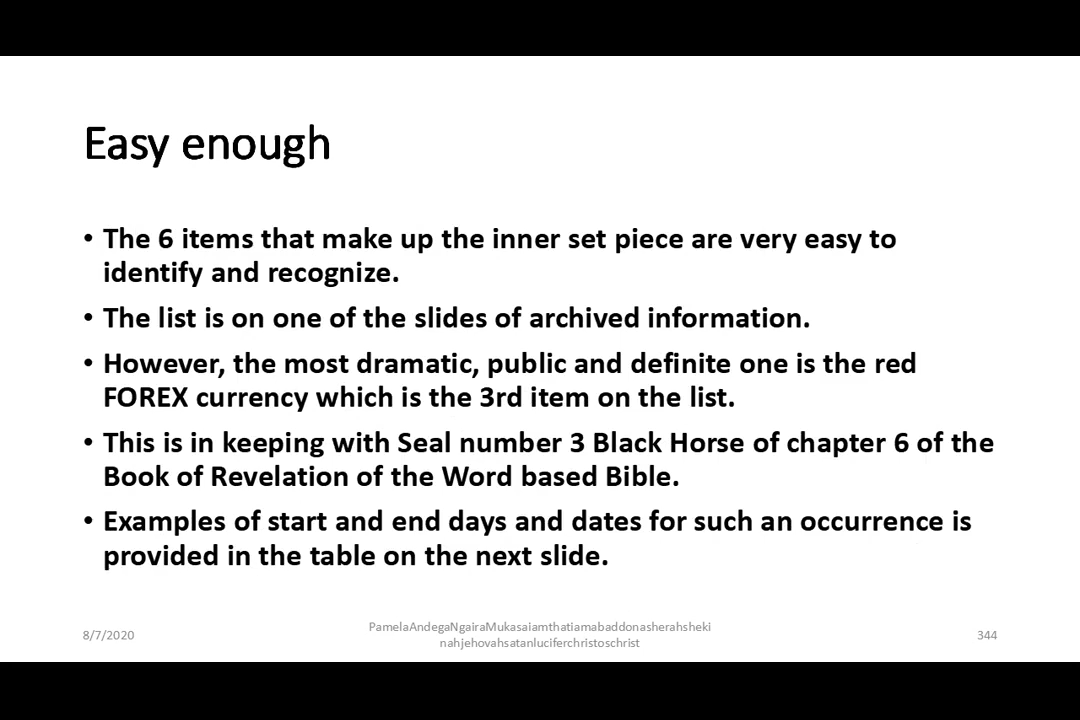 Easy enough
• The 6 items that make up the inner set piece are very easy to
identify and recognize.
• The list is on one of the slides of archived information.
• However, the most dramatic, public and definite one is the red
FOREX currency which is the 3rd item on the list.
• This is in keeping with Seal number 3 Black Horse of chapter 6 of the
Book of Revelation of the Word based Bible.
• Examples of start and end days and dates for such an occurrence is
provided in the table on the next slide.
8/7/2020
PamelaAndegaNgairaMukasaiamthatiamabaddonasherahsheki
nahjehovahsatanluciferchristoschrist
344